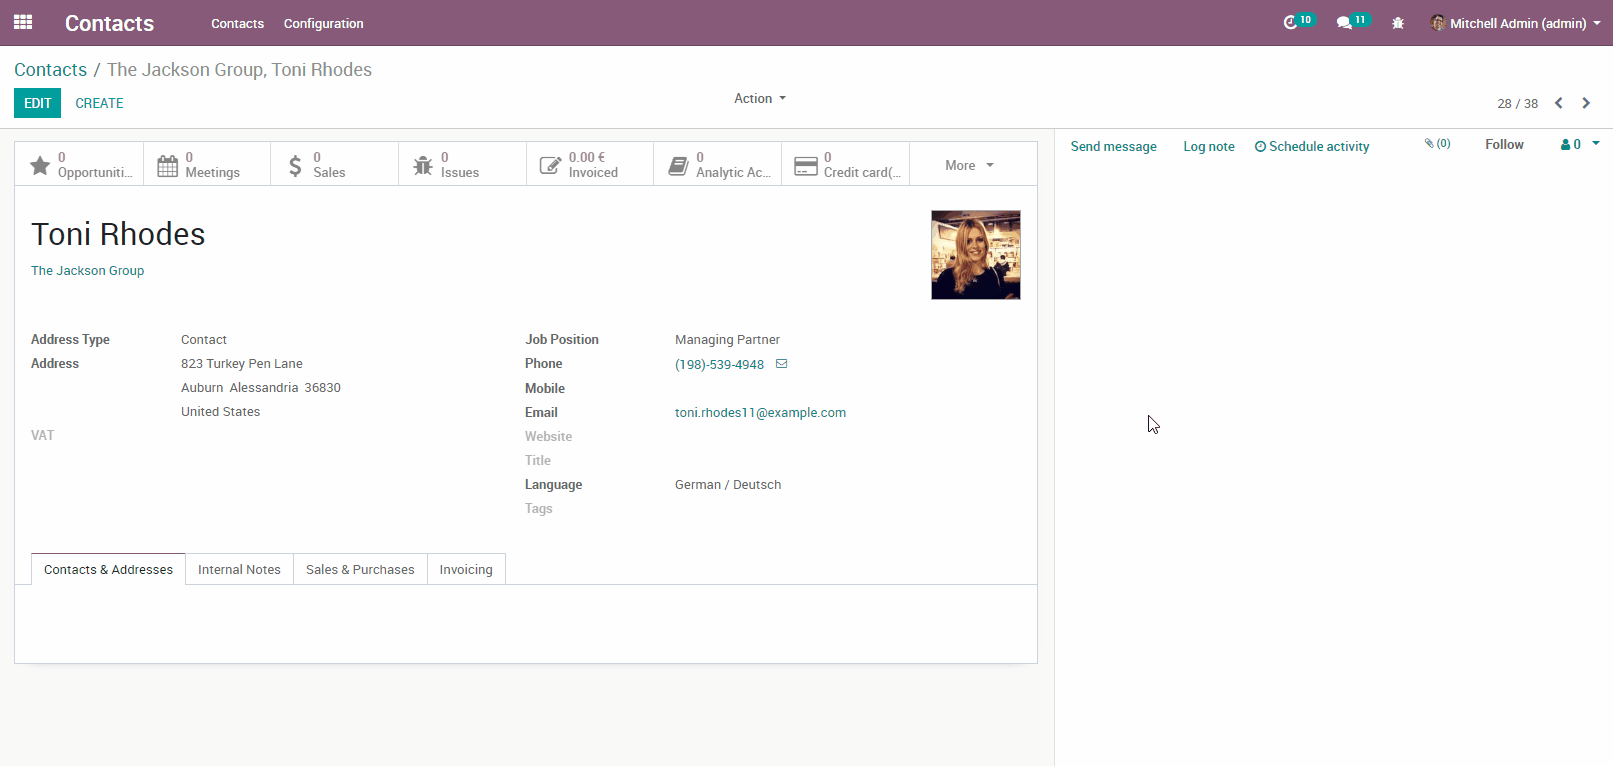 Contacts Contacts Configuration 10 11 Mitchell Admin (admin)
Contacts / The Jackson Group, Toni Rhodes
EDIT CREATE Action 28 / 38
Send message Log note Schedule activity (0) Follow 0
0 Opportuniti...
0 Meetings
0 Sales
0 Issues
0.00 € Invoiced
0 Analytic Ac...
0 Credit card(...
More
Toni Rhodes
The Jackson Group
Address Type Contact
Address 823 Turkey Pen Lane
Auburn Alessandria 36830
United States
VAT
Job Position Managing Partner
Phone (198)-539-4948
Mobile
Email toni.rhodes11@example.com
Website
Title
Language German / Deutsch
Tags
Contacts & Addresses Internal Notes Sales & Purchases Invoicing